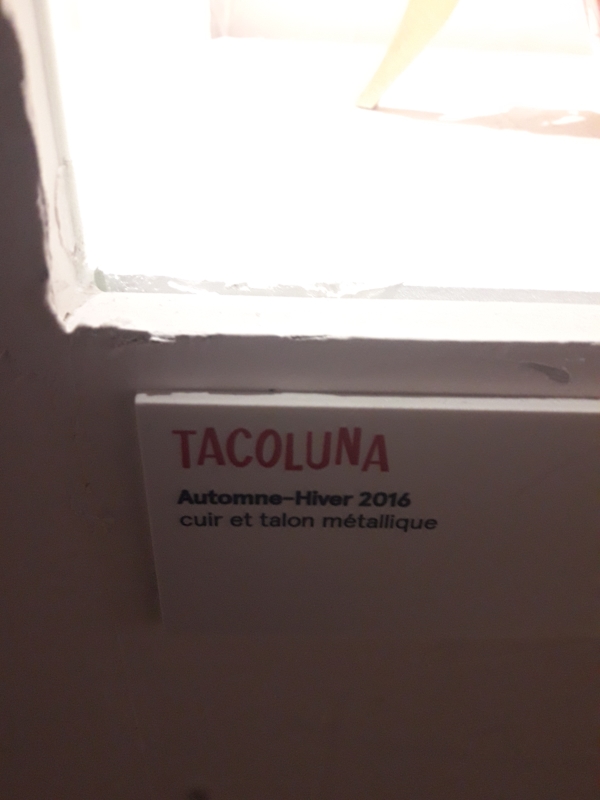 TACOLUNA
Automne-Hiver 2016
cuir et talon métallique